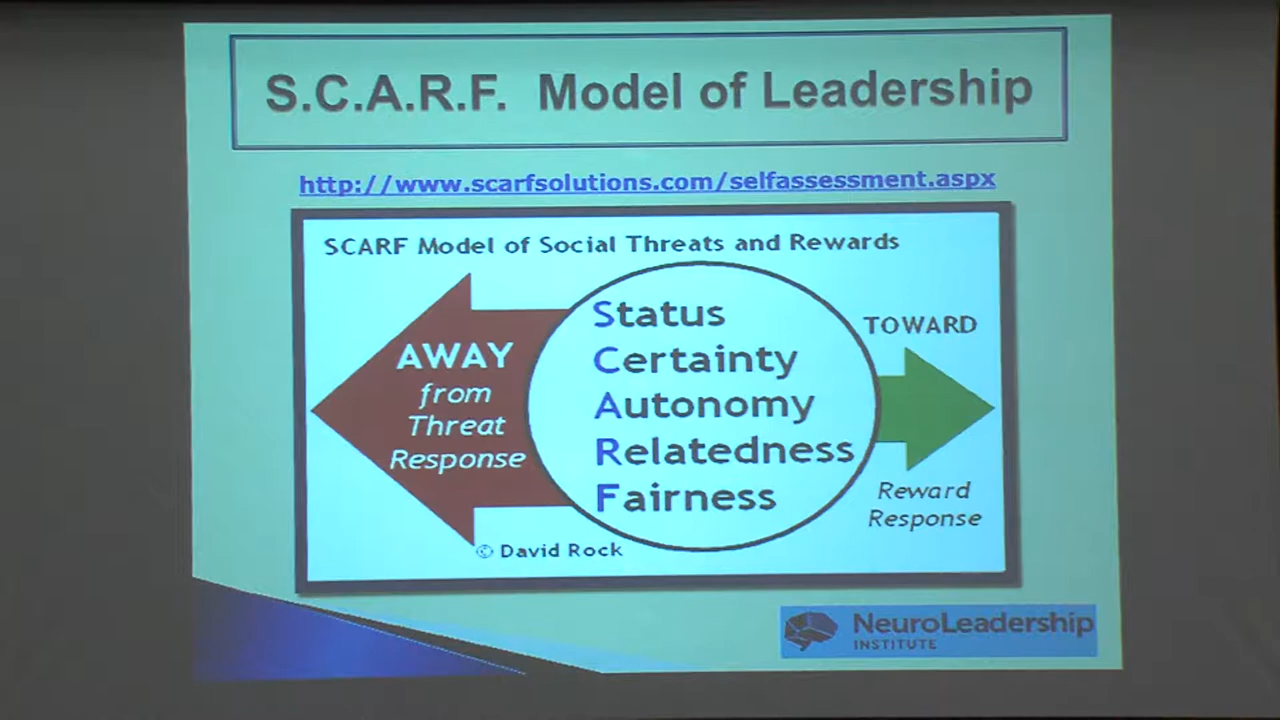 S.C.A.R.F. Model of Leadership
http://www.scarfsolutions.com/selfassessment.aspx
SCARF Model of Social Threats and Rewards
AWAY
from
Threat
Response
Status
Certainty
Autonomy
Relatedness
Fairness
TOWARD
Reward
Response
© David Rock
NeuroLeadership
INSTITUTE